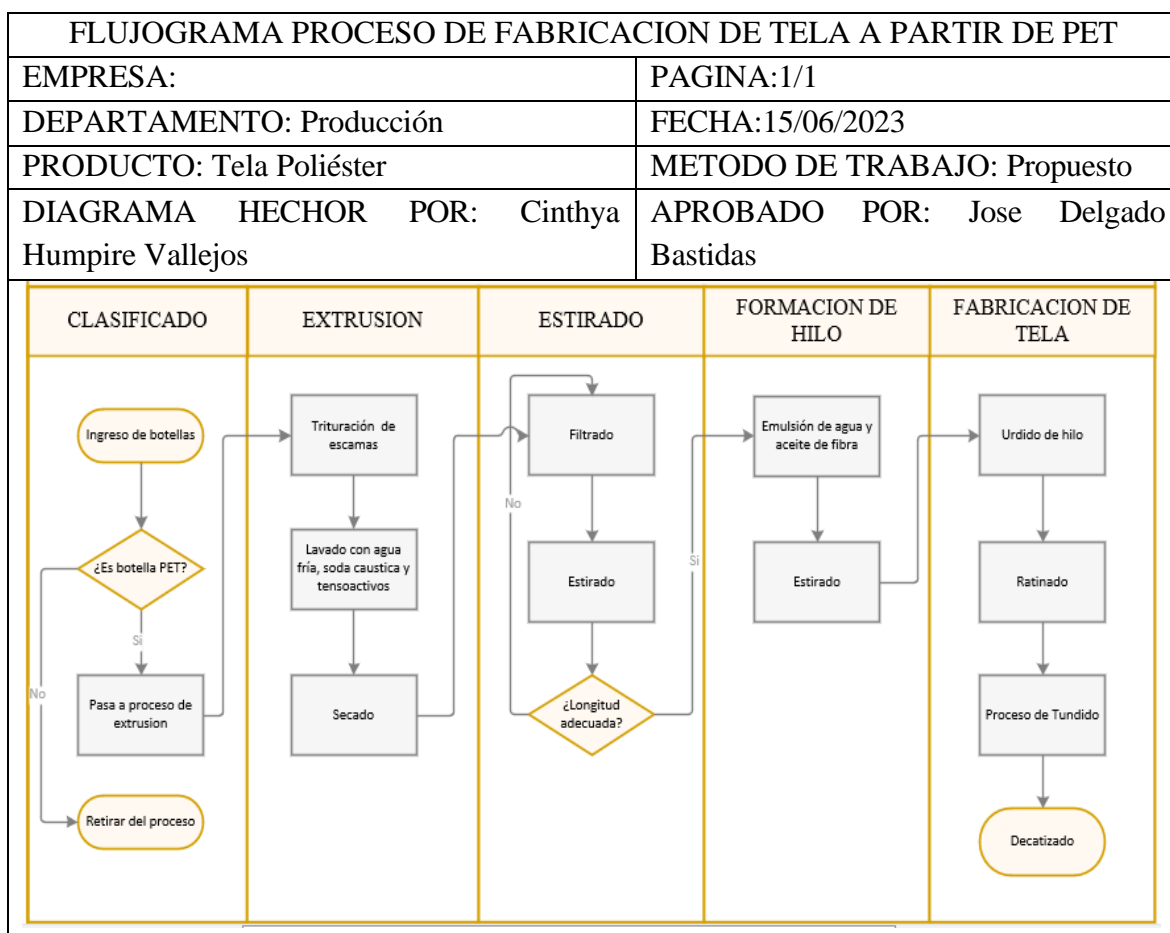 FLUJOGRAMA PROCESO DE FABRICACION DE TELA A PARTIR DE PET
EMPRESA:
PAGINA:1/1
DEPARTAMENTO: Producción
FECHA:15/06/2023
PRODUCTO: Tela Poliéster
METODO DE TRABAJO: Propuesto
DIAGRAMA HECHOR POR: Cinthya
Humpire Vallejos
APROBADO POR: Jose Delgado
Bastidas
CLASIFICADO
EXTRUSION
ESTIRADO
FORMACION DE
HILO
FABRICACION DE
TELA
Ingreso de botellas
¿Es botella PET?
Si
No
Pasa a proceso de
extrusion
Retirar del proceso
Trituración de
escamas
Lavado con agua
fría, soda caustica y
tensoactivos
Secado
Filtrado
No
Estirado
¿Longitud
adecuada?
Si
Emulsión de agua y
aceite de fibra
Estirado
Urdido de hilo
Ratinado
Proceso de Tundido
Decatizado